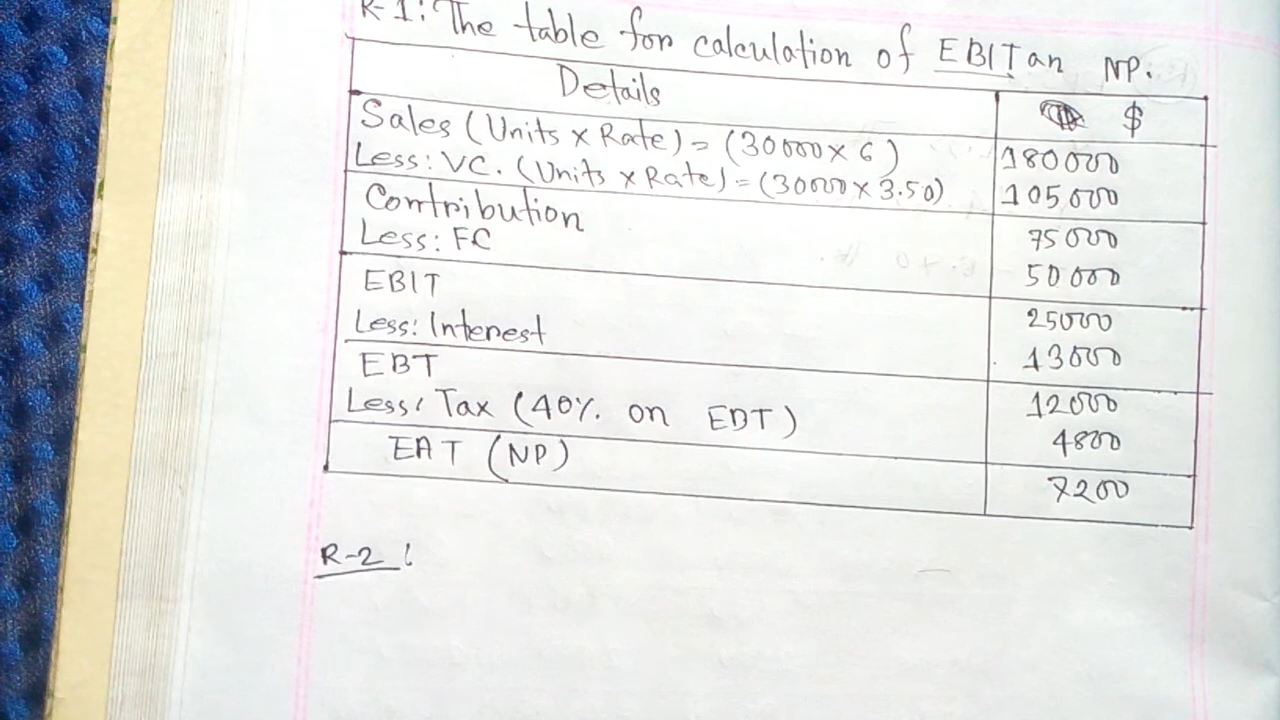 R-1: The table for calculation of EBIT an NP.
Details $
Sales (Units x Rate) = (30000 x 6) 180000
Less: VC. (Units x Rate) = (30000 x 3.50) 105000
Contribution 75000
Less: FC 50000
EBIT 25000
Less: Interest 13000
EBT 12000
Less: Tax (40% on EBT) 4800
EAT (NP) 7200
R-2: